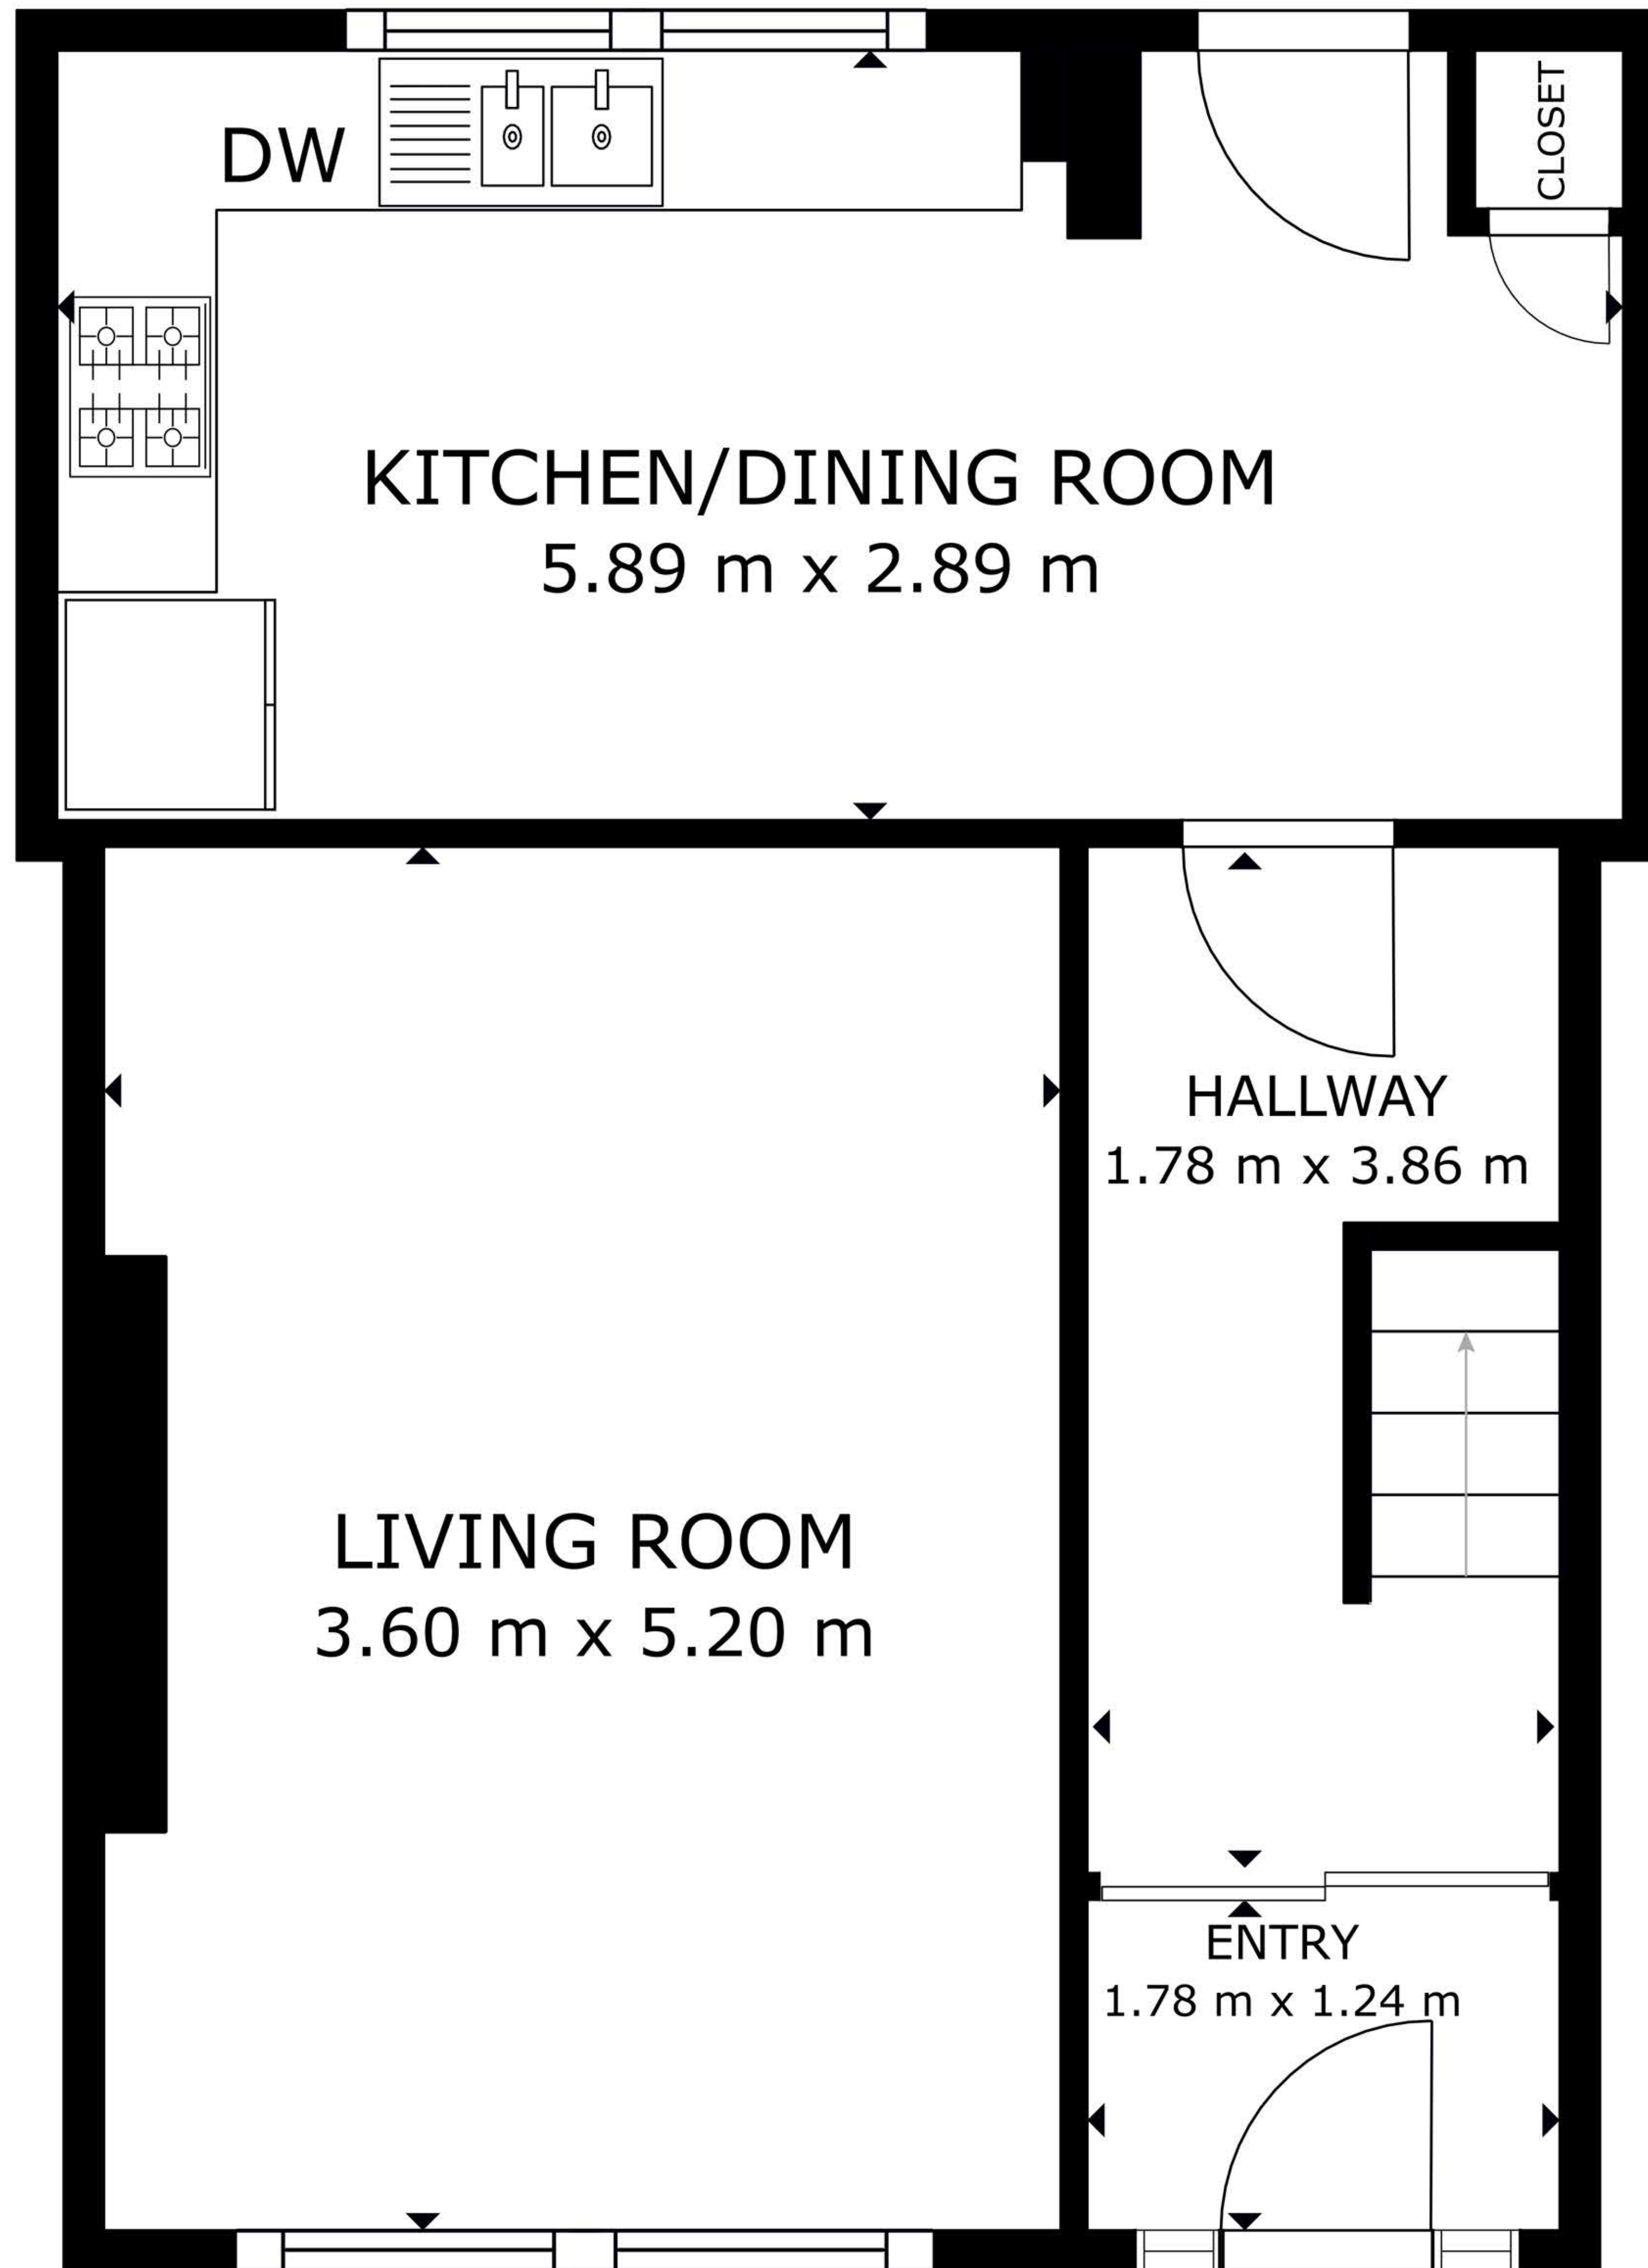 CLOSET
DW
KITCHEN/DINING ROOM
5.89 m x 2.89 m
HALLWAY
1.78 m x 3.86 m
LIVING ROOM
3.60 m x 5.20 m
ENTRY
1.78 m x 1.24 m